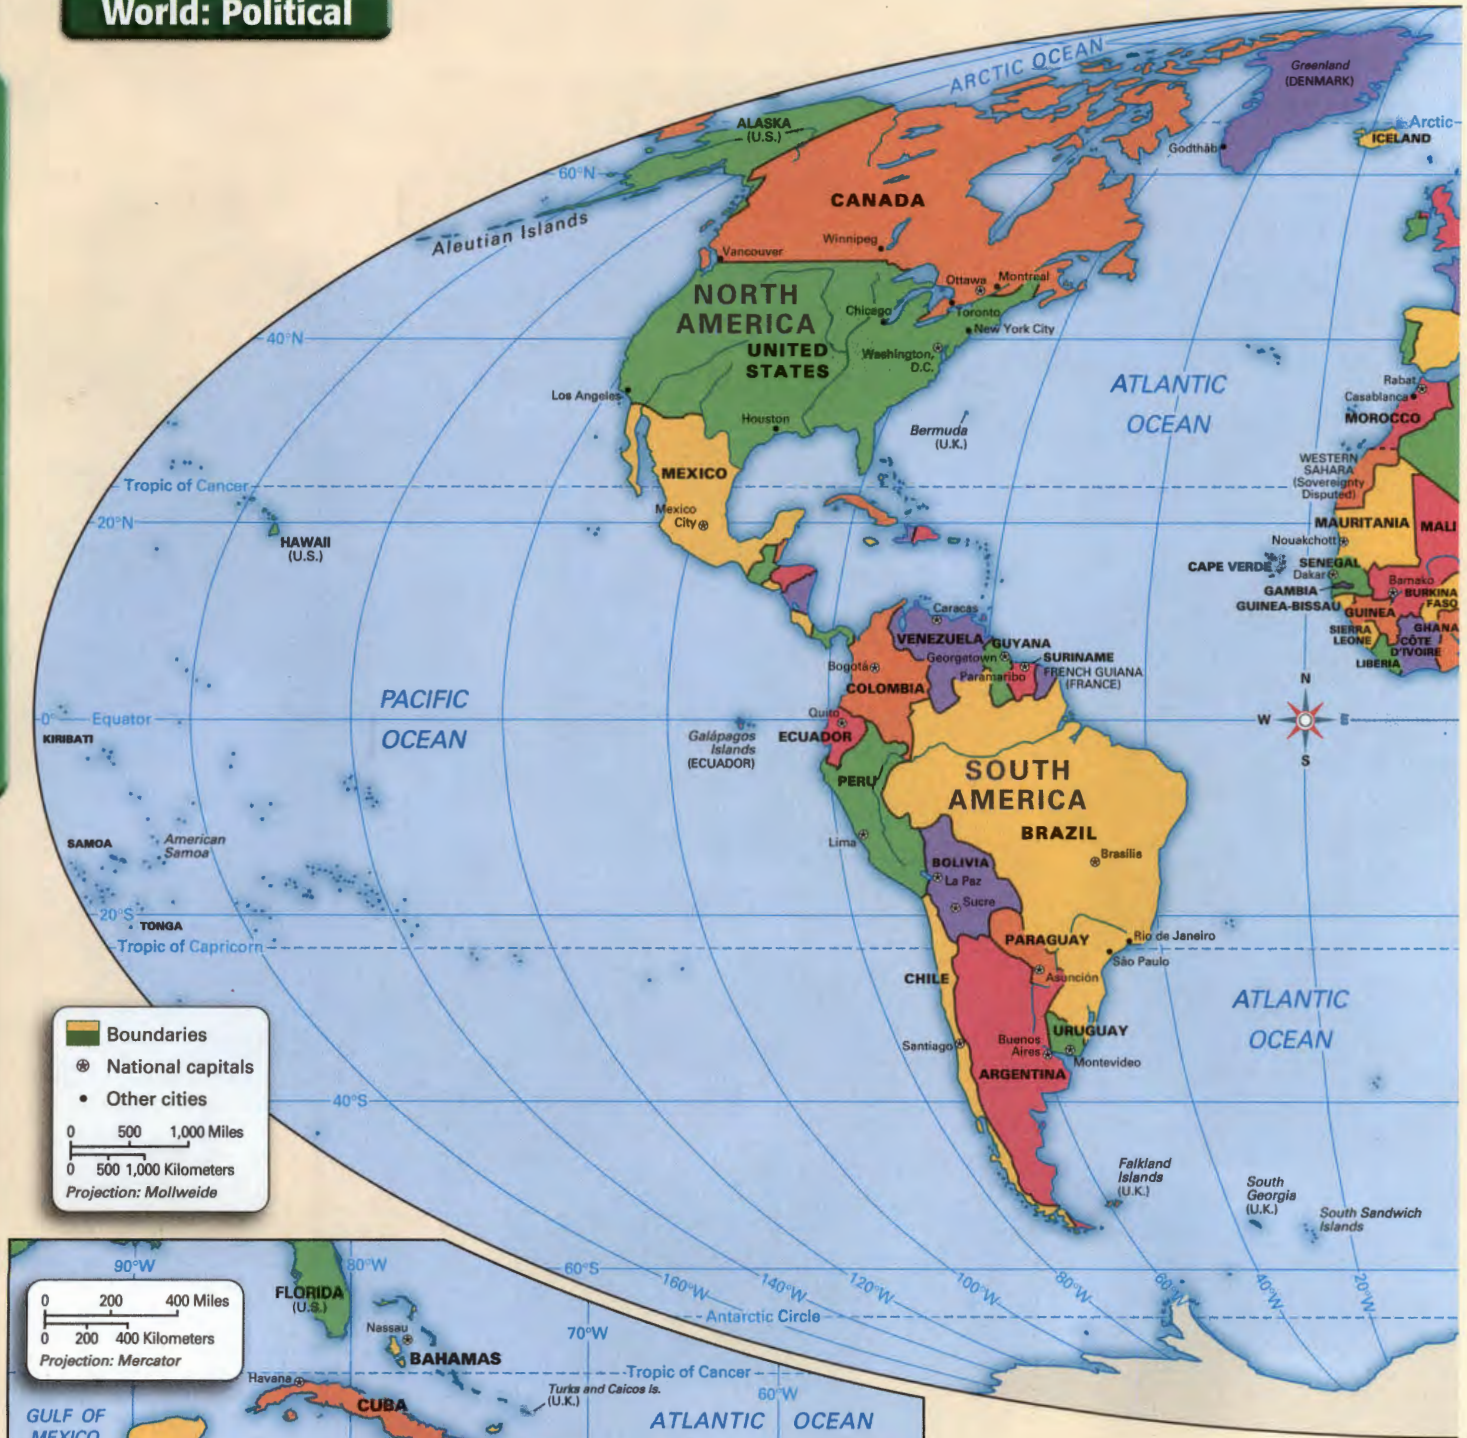 World: Political
ARCTIC OCEAN
Greenland
(DENMARK)
ALASKA
(U.S.)
Arctic
ICELAND
Godthåb
60°N
CANADA
Aleutian Islands
Winnipeg
Vancouver
Ottawa
Montreal
NORTH
AMERICA
Chicago
Toronto
New York City
40°N
UNITED
STATES
Washington,
D.C.
ATLANTIC
OCEAN
Rabat
Casablanca
MOROCCO
Los Angeles
Houston
Bermuda
(U.K.)
WESTERN
SAHARA
(Sovereignty
Disputed)
MEXICO
Tropic of Cancer
Mexico
City
20°N
MAURITANIA
MALI
HAWAII
(U.S.)
Nouakchott
CAPE VERDE
SENEGAL
Dakar
Bamako
GAMBIA
BURKINA
FASO
GUINEA-BISSAU
GUINEA
Caracas
SIERRA
LEONE
GHANA
CÔTE
D'IVOIRE
VENEZUELA
GUYANA
LIBERIA
Georgetown
SURINAME
Bogotá
Paramaribo
FRENCH GUIANA
(FRANCE)
COLOMBIA
N
W
E
S
PACIFIC
OCEAN
0°
Equator
Quito
KIRIBATI
Galápagos
Islands
(ECUADOR)
ECUADOR
PERU
SOUTH
AMERICA
BRAZIL
SAMOA
American
Samoa
Lima
Brasília
BOLIVIA
La Paz
Sucre
20°S
TONGA
Tropic of Capricorn
PARAGUAY
Rio de Janeiro
São Paulo
CHILE
Asunción
ATLANTIC
OCEAN
URUGUAY
Santiago
Buenos
Aires
Montevideo
ARGENTINA
40°S
Boundaries
National capitals
Other cities
0 500 1,000 Miles
0 500 1,000 Kilometers
Projection: Mollweide
Falkland
Islands
(U.K.)
South
Georgia
(U.K.)
South Sandwich
Islands
60°S
160°W
140°W
120°W
100°W
80°W
60°W
40°W
20°W
Antarctic Circle
90°W
80°W
FLORIDA
(U.S.)
0 200 400 Miles
0 200 400 Kilometers
Projection: Mercator
Nassau
70°W
BAHAMAS
Tropic of Cancer
Havana
Turks and Caicos Is.
(U.K.)
60°W
CUBA
GULF OF
MEXICO
ATLANTIC OCEAN